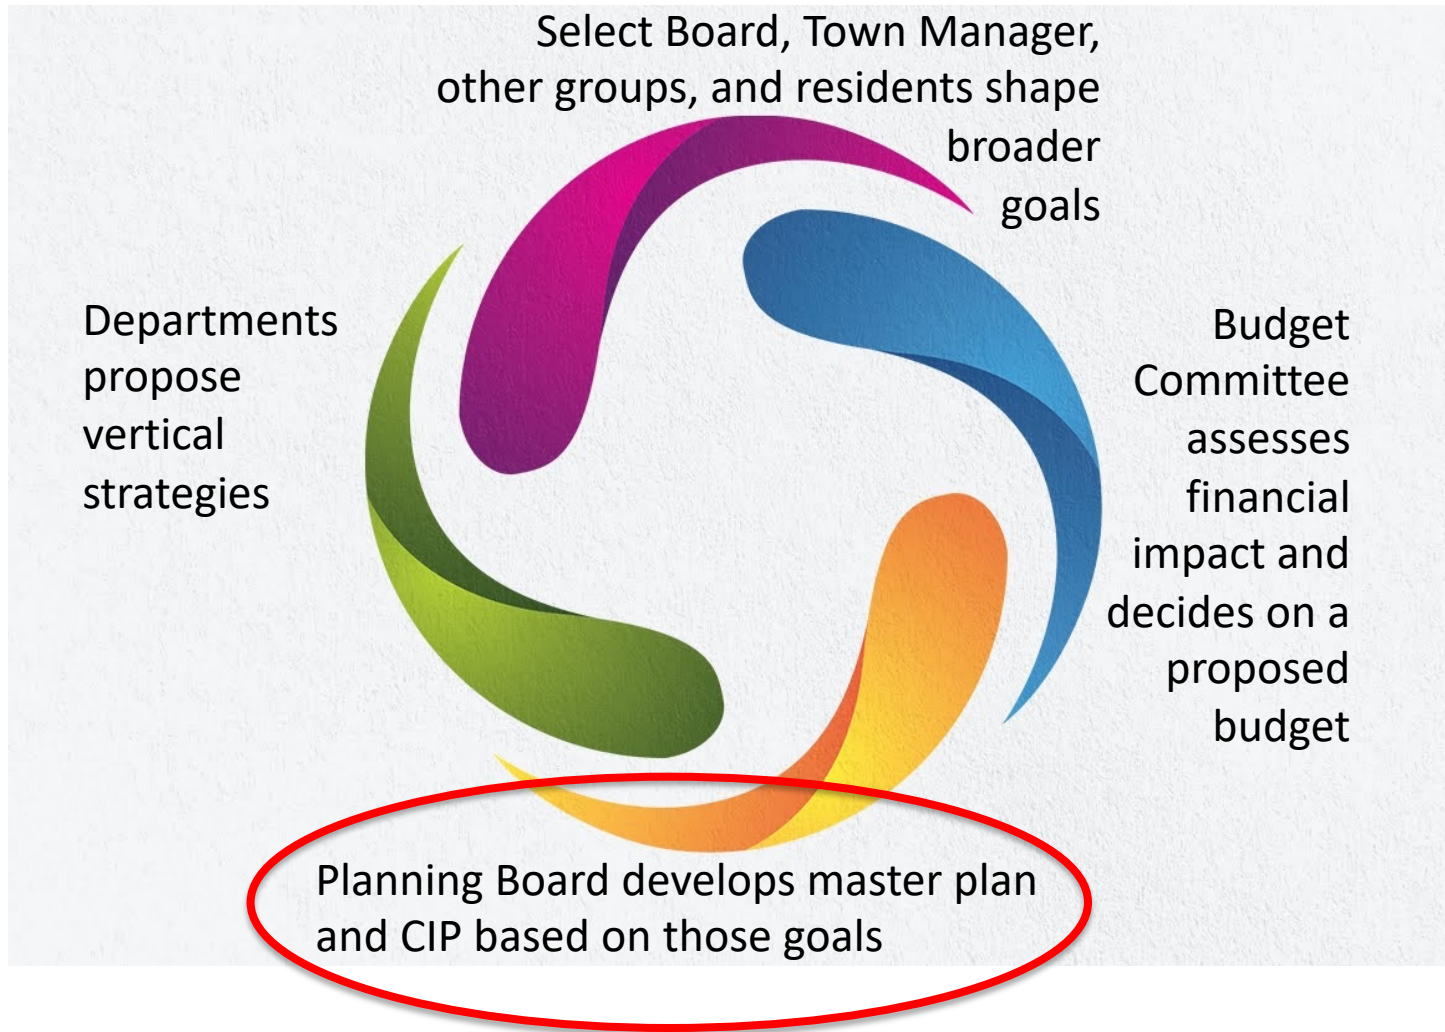 Select Board, Town Manager,
other groups, and residents shape
broader
goals
Departments
propose
vertical
strategies
Budget
Committee
assesses
financial
impact and
decides on a
proposed
budget
Planning Board develops master plan
and CIP based on those goals